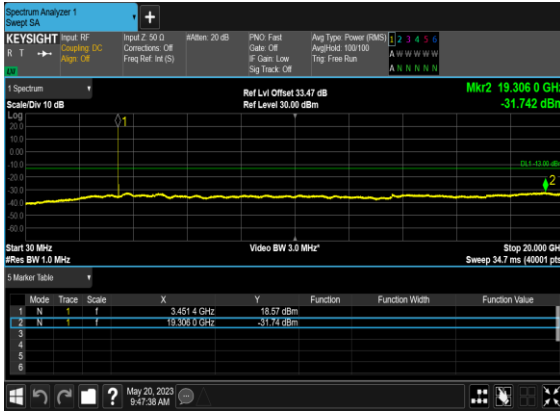 Spectrum Analyzer 1
Swept SA
+
KEYSIGHT Input: RF Input Z: 50 Ω #Atten: 20 dB PNO: Fast Avg Type: Power (RMS) 1 2 3 4 5 6
R T Coupling: DC Corrections: Off Gate: Off Avg|Hold: 100/100 A W W W W W
Align: Off Freq Ref: Int (S) IF Gain: Low Trig: Free Run
Sig Track: Off A N N N N N
1 Spectrum
Ref Lvl Offset 33.47 dB Mkr2 19.306 0 GHz
Scale/Div 10 dB Ref Level 30.00 dBm -31.742 dBm
Log
1
20.0
10.0
0.00
-10.0
DL1 -13.00 dBm
-20.0
2
-30.0
-40.0
-50.0
-60.0
Start 30 MHz Video BW 3.0 MHz* Stop 20.000 GHz
#Res BW 1.0 MHz Sweep 34.7 ms (40001 pts)
5 Marker Table
Mode Trace Scale X Y Function Function Width Function Value
1 N 1 f 3.451 4 GHz 18.57 dBm
2 N 1 f 19.306 0 GHz -31.74 dBm
3
4
5
6
? May 20, 2023
9:47:38 AM